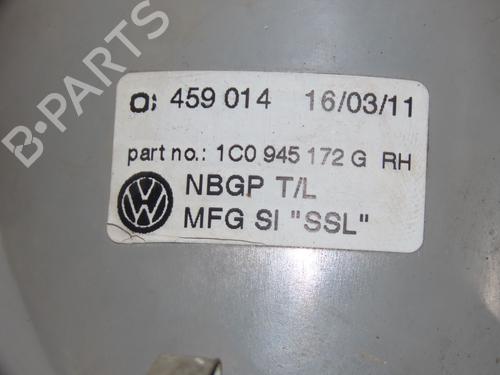 B-PARTS
O; 459 014 16/03/11
part no.: 1C0 945 172 G RH
NBGP T/L
MFG SI "SSL"